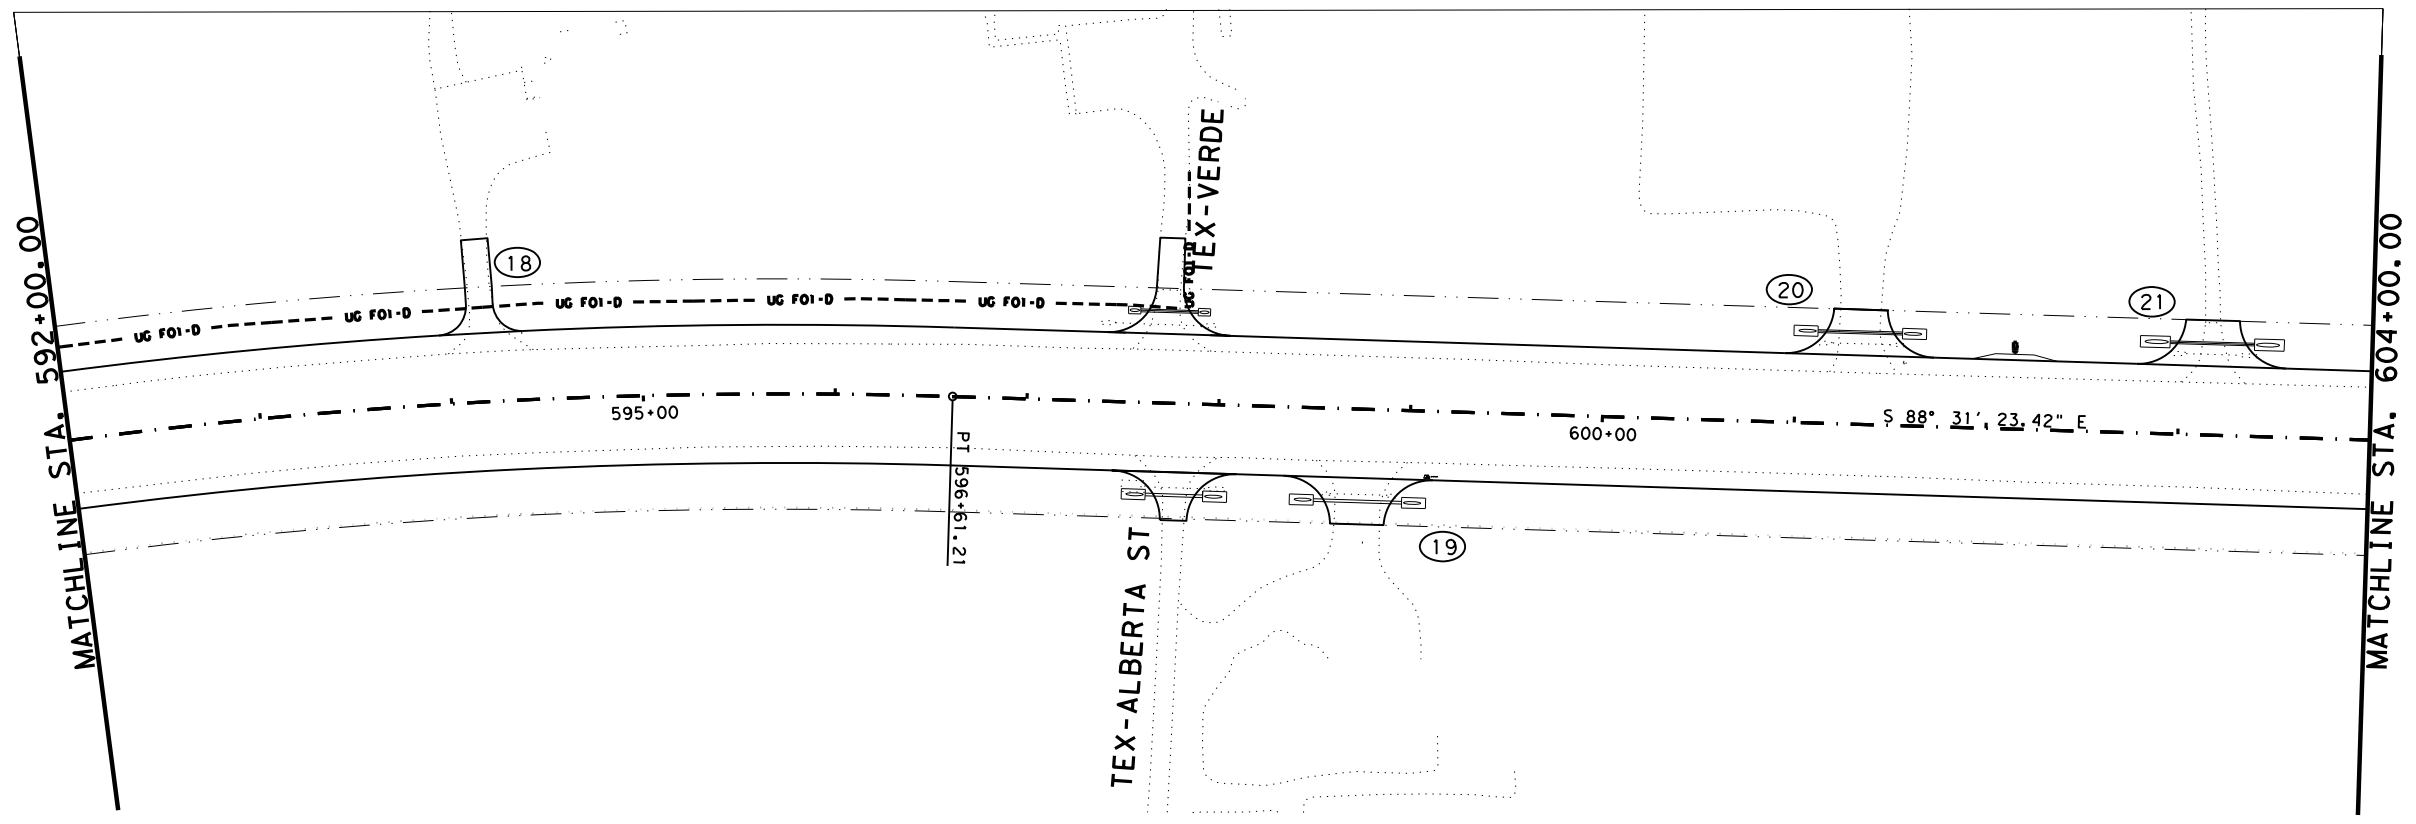 MATCHLINE STA. 592+00.00
UG FO1-D
UG FO1-D
UG FO1-D
UG FO1-D
UG FO1-D
UG FO1-D
TEX-VERDE
18
20
21
595+00
PT 596+61.21
600+00
S 88° 31' 23.42" E
TEX-ALBERTA ST
19
MATCHLINE STA. 604+00.00